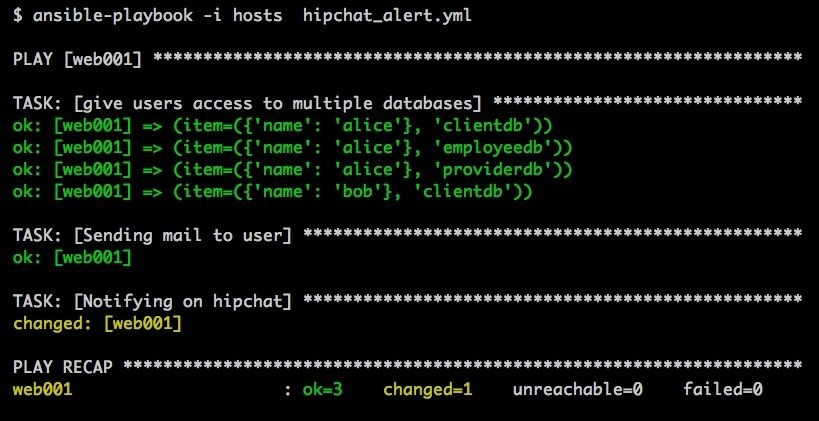 $ ansible-playbook -i hosts  hipchat_alert.yml
PLAY [web001] *****************************************************************
TASK: [give users access to multiple databases] *******************************
ok: [web001] => (item=({'name': 'alice'}, 'clientdb'))
ok: [web001] => (item=({'name': 'alice'}, 'employeedb'))
ok: [web001] => (item=({'name': 'alice'}, 'providerdb'))
ok: [web001] => (item=({'name': 'bob'}, 'clientdb'))
TASK: [Sending mail to user] **************************************************
ok: [web001]
TASK: [Notifying on hipchat] **************************************************
changed: [web001]
PLAY RECAP ********************************************************************
web001                     : ok=3    changed=1    unreachable=0    failed=0